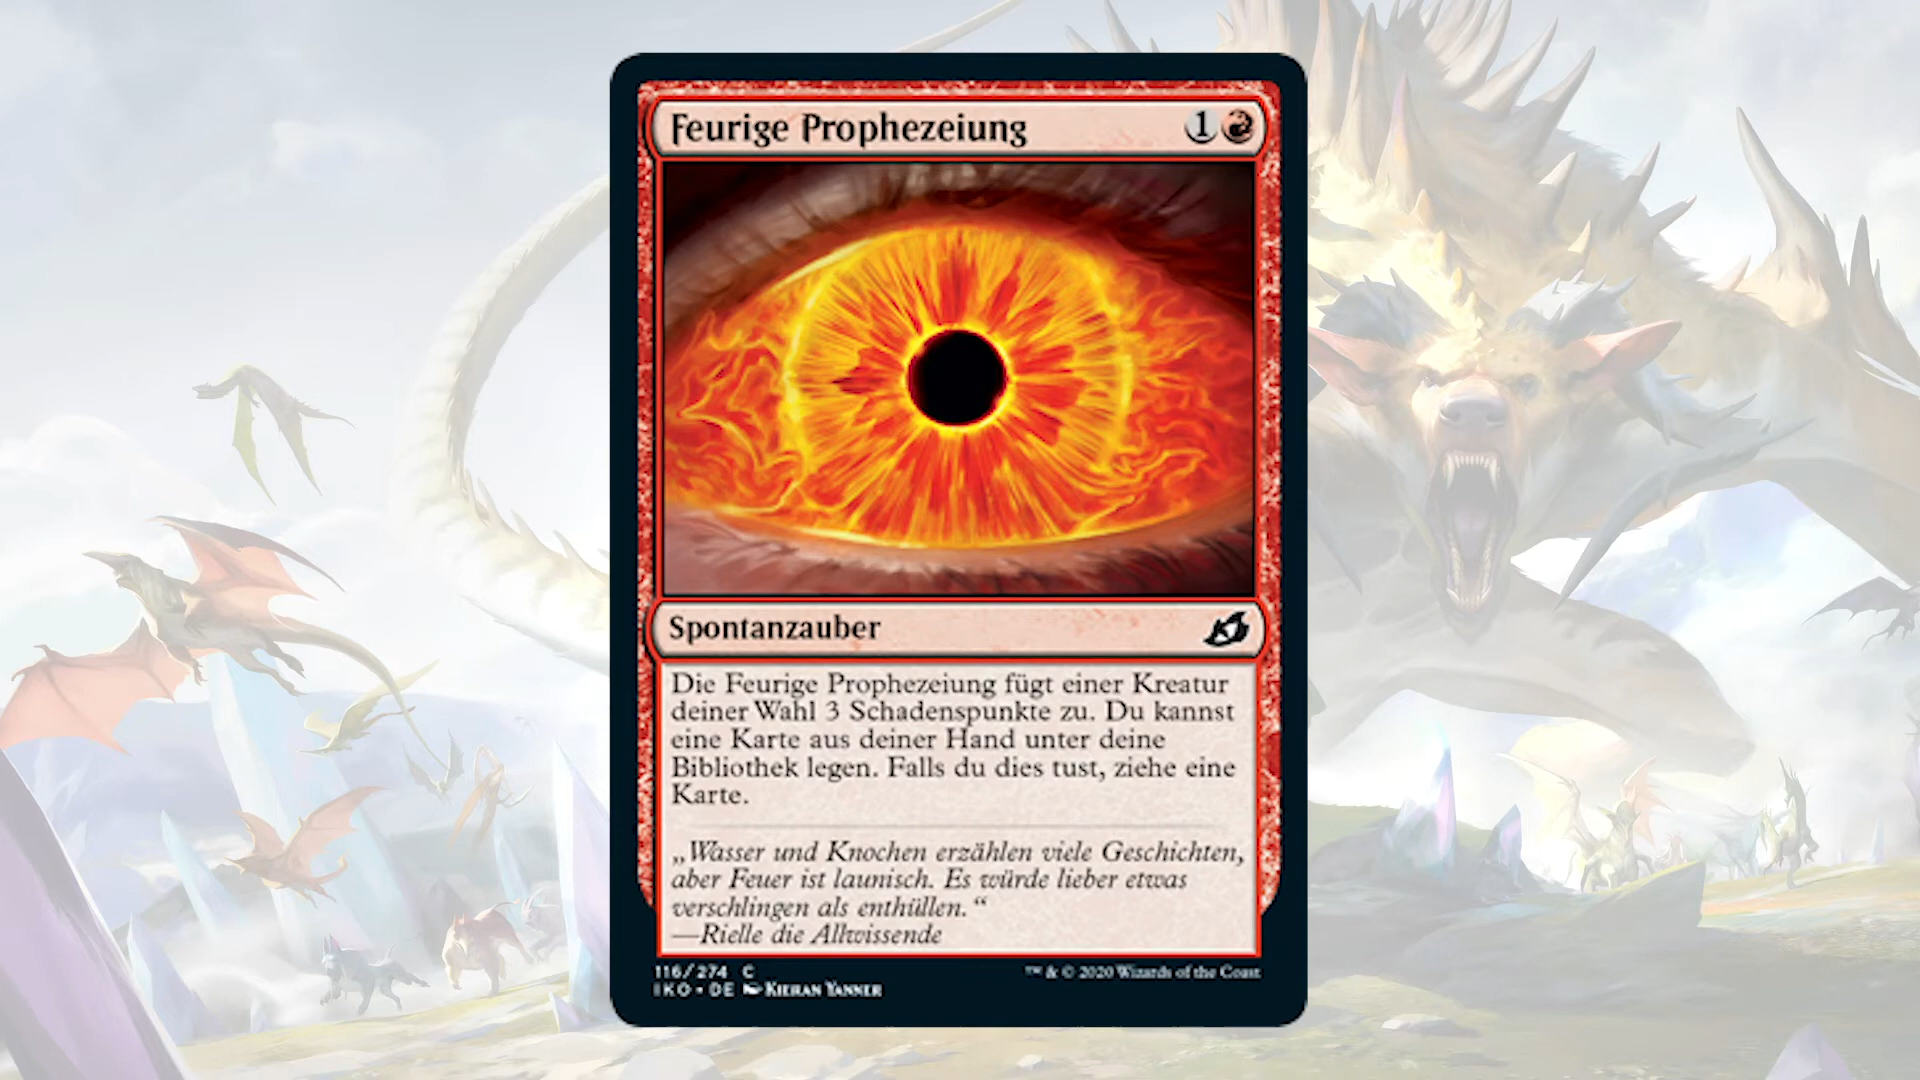 Feurige Prophezeiung 1
Spontanzauber
Die Feurige Prophezeiung fügt einer Kreatur
deiner Wahl 3 Schadenspunkte zu. Du kannst
eine Karte aus deiner Hand unter deine
Bibliothek legen. Falls du dies tust, ziehe eine
Karte.
„Wasser und Knochen erzählen viele Geschichten,
aber Feuer ist launisch. Es würde lieber etwas
verschlingen als enthüllen.“
—Rielle die Allwissende
116/274 C
™ & © 2020 Wizards of the Coast
IKO • DE Kieran Yanner